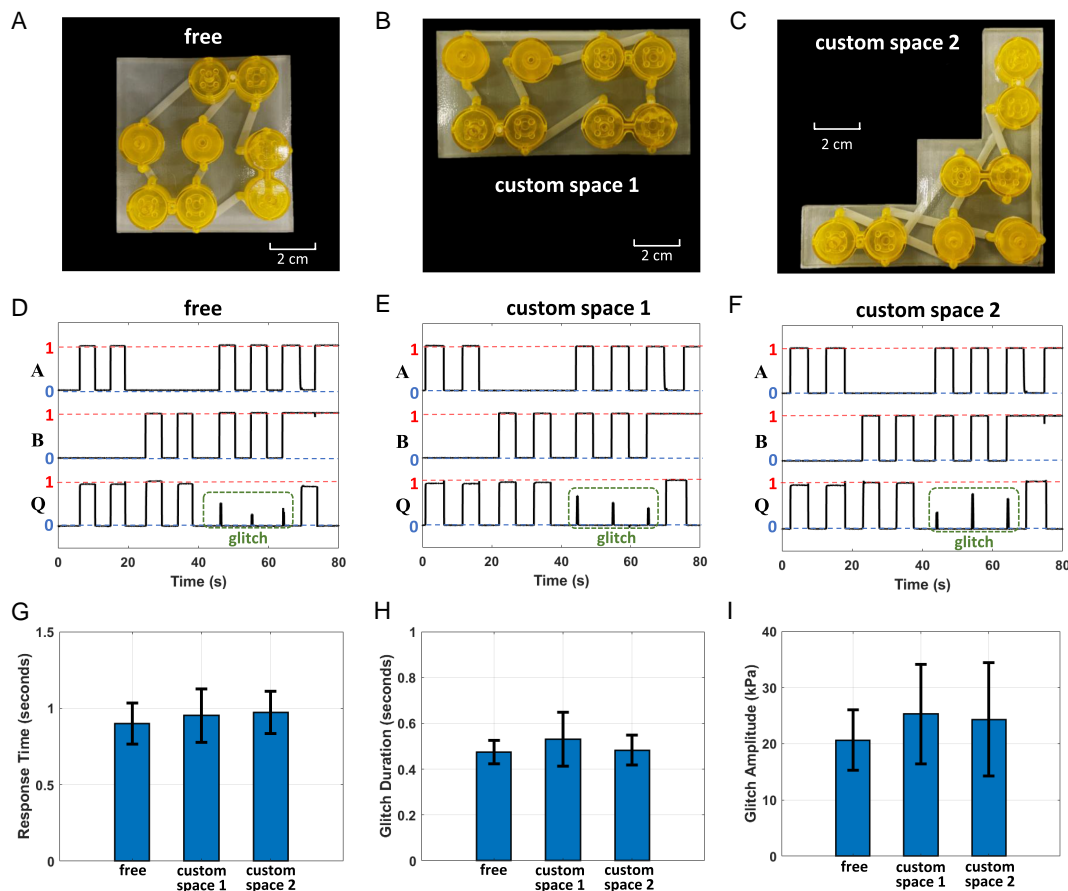 A
free
2 cm
B
custom space 1
2 cm
C
custom space 2
2 cm
D
free
1
A
0
1
B
0
1
Q
0
glitch
0 20 40 60 80
Time (s)
E
custom space 1
1
A
0
1
B
0
1
Q
0
glitch
0 20 40 60 80
Time (s)
F
custom space 2
1
A
0
1
B
0
1
Q
0
glitch
0 20 40 60 80
Time (s)
G
Response Time (seconds)
1.5
1
0.5
0
free
custom
space 1
custom
space 2
H
Glitch Duration (seconds)
1
0.8
0.6
0.4
0.2
0
free
custom
space 1
custom
space 2
I
Glitch Amplitude (kPa)
40
30
20
10
0
free
custom
space 1
custom
space 2